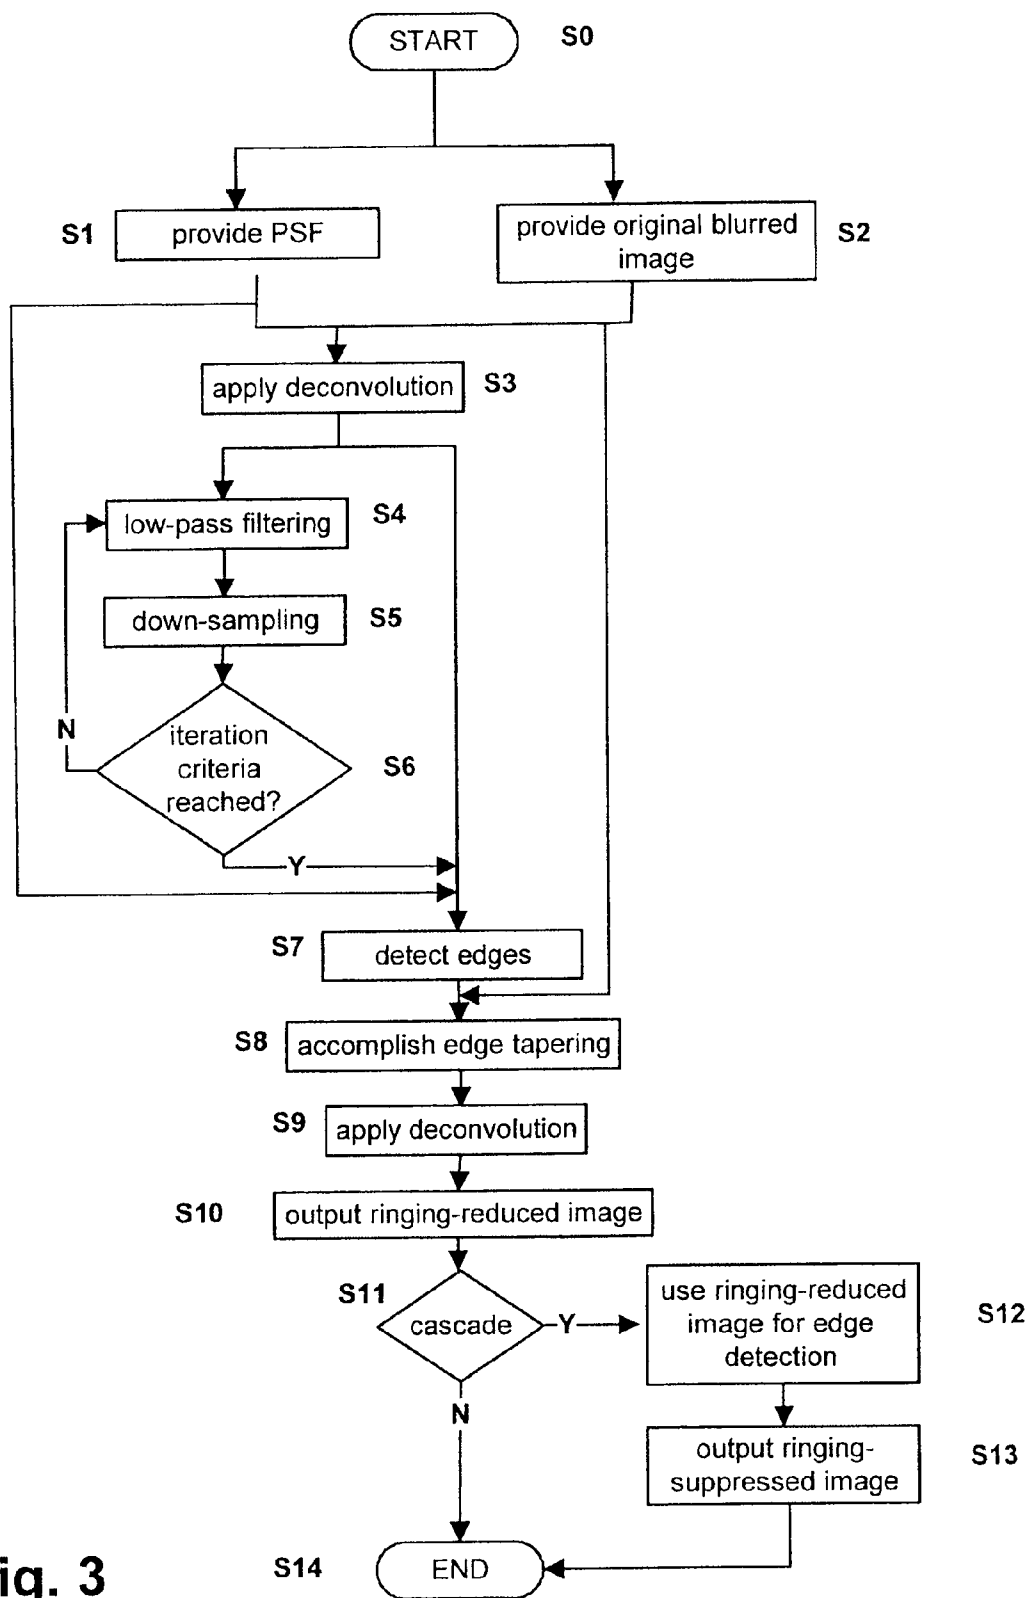 START
S0
S1
provide PSF
provide original blurred
image
S2
apply deconvolution
S3
low-pass filtering
S4
down-sampling
S5
N
iteration
criteria
reached?
S6
Y
S7
detect edges
S8
accomplish edge tapering
S9
apply deconvolution
S10
output ringing-reduced image
S11
cascade
Y
use ringing-reduced
image for edge
detection
S12
N
output ringing-
suppressed image
S13
S14
END
ig. 3